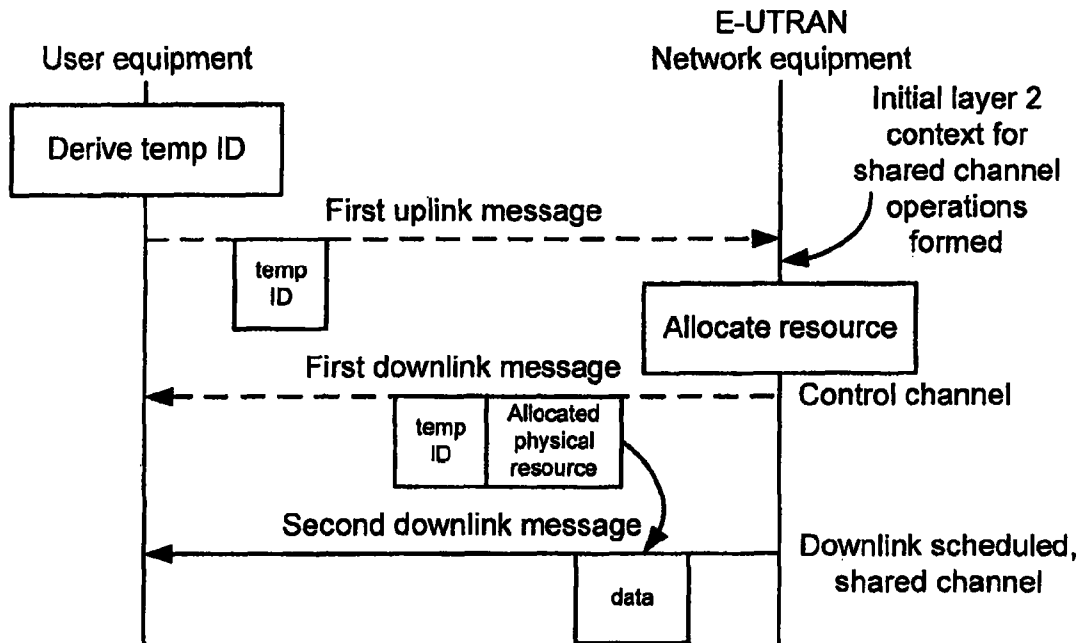 User equipment
E-UTRAN
Network equipment
Derive temp ID
Initial layer 2
context for
shared channel
operations
formed
First uplink message
temp
ID
Allocate resource
First downlink message
Control channel
temp
ID
Allocated
physical
resource
Second downlink message
Downlink scheduled,
shared channel
data